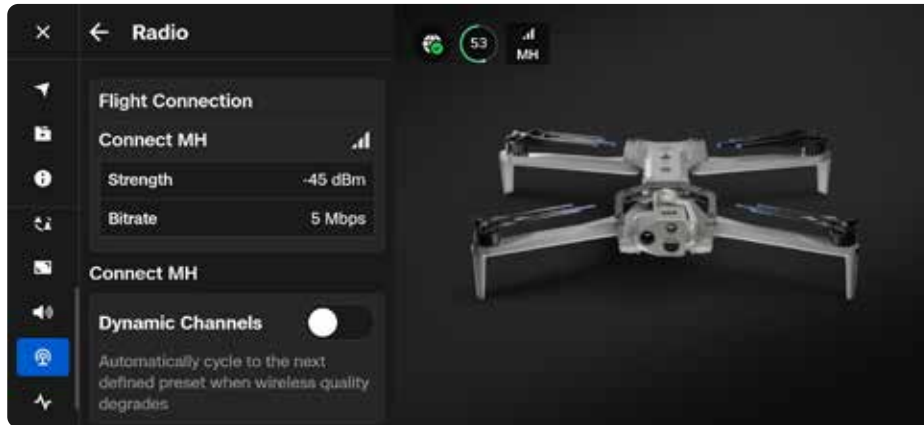 Radio
53
MH
Flight Connection
Connect MH
Strength -45 dBm
Bitrate 5 Mbps
Connect MH
Dynamic Channels
Automatically cycle to the next
defined preset when wireless quality
degrades